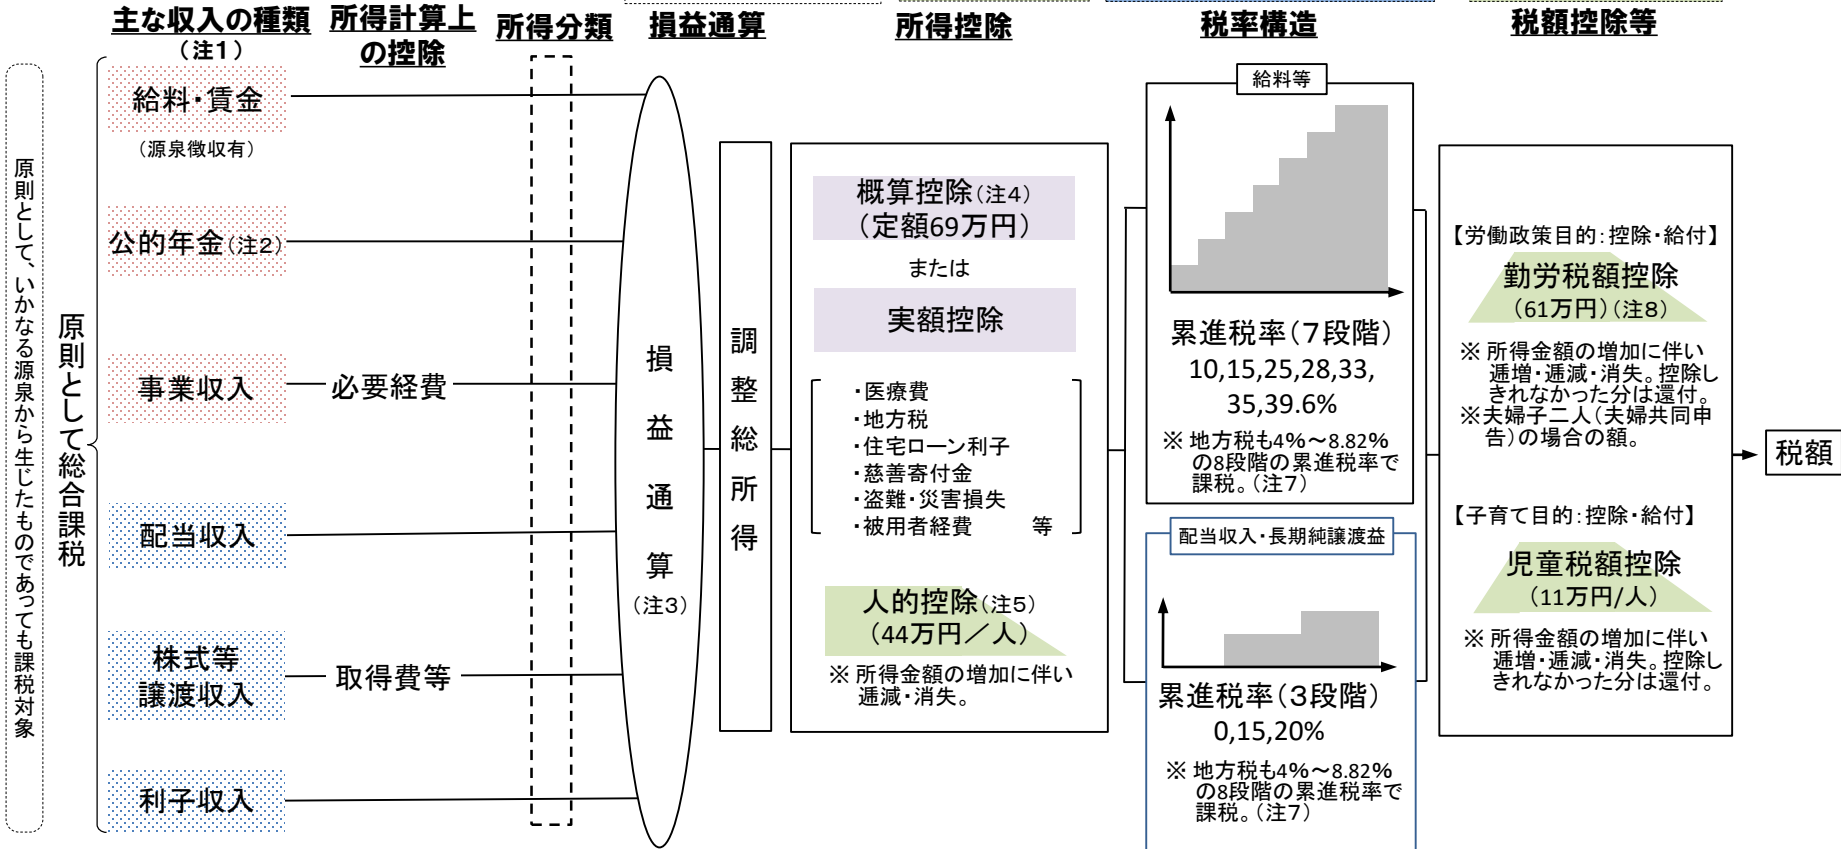 主な収入の種類
（注１）
所得計算上
の控除
所得分類
損益通算
所得控除
税率構造
税額控除等
原則として、いかなる源泉から生じたものであっても課税対象
原則として総合課税
給料・賃金
（源泉徴収有）
公的年金（注２）
事業収入
必要経費
配当収入
株式等
譲渡収入
取得費等
利子収入
損益通算
（注３）
調整総所得
概算控除（注４）
（定額69万円）
または
実額控除
・医療費
・地方税
・住宅ローン利子
・慈善寄付金
・盗難・災害損失
・被用者経費　等
人的控除（注５）
（44万円／人）
※ 所得金額の増加に伴い
逓減・消失。
給料等
累進税率（７段階）
10,15,25,28,33,
35,39.6%
※ 地方税も4%～8.82%
の8段階の累進税率で
課税。（注７）
配当収入・長期純譲渡益
累進税率（３段階）
0,15,20%
※ 地方税も4%～8.82%
の8段階の累進税率で
課税。（注７）
【労働政策目的：控除・給付】
勤労税額控除
（61万円）（注８）
※ 所得金額の増加に伴い
逓増・逓減・消失。控除し
きれなかった分は還付。
※夫婦子二人（夫婦共同申
告）の場合の額。
【子育て目的：控除・給付】
児童税額控除
（11万円/人）
※ 所得金額の増加に伴い
逓増・逓減・消失。控除し
きれなかった分は還付。
税額